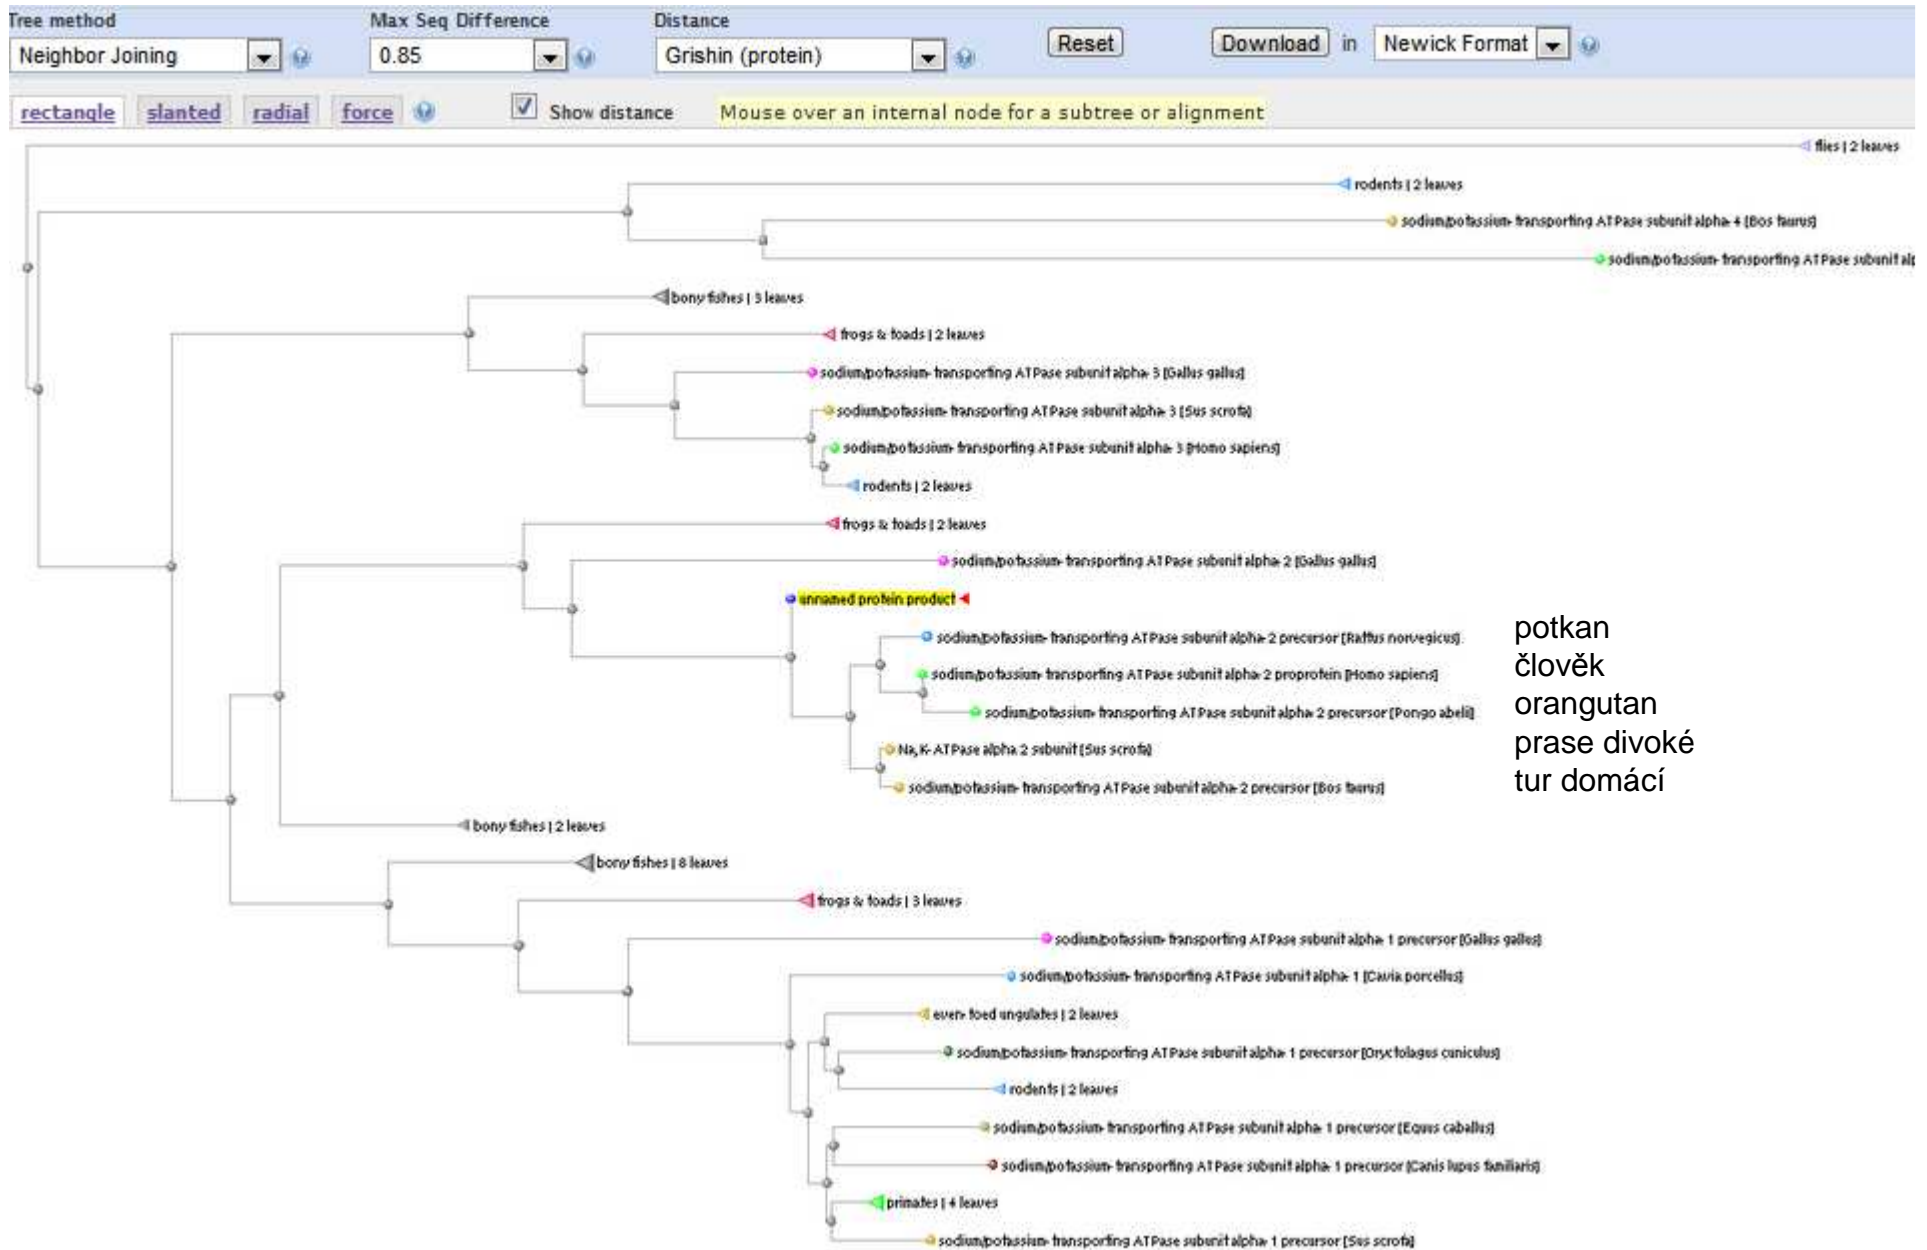 Tree method Max Seq Difference Distance
Neighbor Joining 0.85 Grishin (protein) Reset Download in Newick Format
rectangle slanted radial force Show distance Mouse over an internal node for a subtree or alignment
flies | 2 leaves
rodents | 2 leaves
sodium/potassium-transporting ATPase subunit alpha-4 [Bos taurus]
sodium/potassium-transporting ATPase subunit alp
bony fishes | 3 leaves
frogs & toads | 2 leaves
sodium/potassium-transporting ATPase subunit alpha-3 [Gallus gallus]
sodium/potassium-transporting ATPase subunit alpha-3 [Sus scrofa]
sodium/potassium-transporting ATPase subunit alpha-3 [Homo sapiens]
rodents | 2 leaves
frogs & toads | 2 leaves
sodium/potassium-transporting ATPase subunit alpha-2 [Gallus gallus]
unnamed protein product
sodium/potassium-transporting ATPase subunit alpha-2 precursor [Rattus norvegicus] potkan
sodium/potassium-transporting ATPase subunit alpha-2 proprotein [Homo sapiens] člověk
sodium/potassium-transporting ATPase subunit alpha-2 precursor [Pongo abelii] orangutan
Na,K-ATPase alpha 2 subunit [Sus scrofa] prase divoké
sodium/potassium-transporting ATPase subunit alpha-2 precursor [Bos taurus] tur domácí
bony fishes | 2 leaves
bony fishes | 8 leaves
frogs & toads | 3 leaves
sodium/potassium-transporting ATPase subunit alpha-1 precursor [Gallus gallus]
sodium/potassium-transporting ATPase subunit alpha-1 [Cavia porcellus]
even-toed ungulates | 2 leaves
sodium/potassium-transporting ATPase subunit alpha-1 precursor [Oryctolagus cuniculus]
rodents | 2 leaves
sodium/potassium-transporting ATPase subunit alpha-1 precursor [Equus caballus]
sodium/potassium-transporting ATPase subunit alpha-1 precursor [Canis lupus familiaris]
primates | 4 leaves
sodium/potassium-transporting ATPase subunit alpha-1 precursor [Sus scrofa]